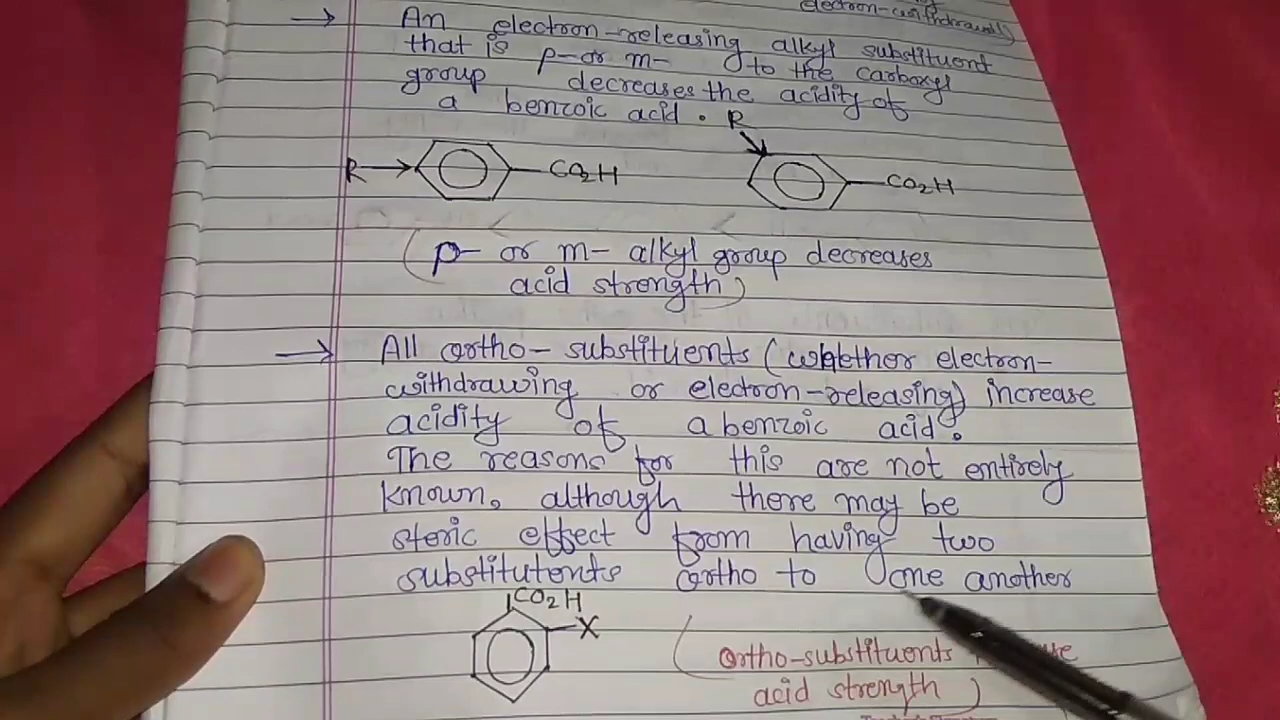 electron-withdrawal)
An electron-releasing alkyl substituent
that is p-or m- to the carboxyl
group decreases the acidity of
a benzoic acid.
R
R CO2H CO2H
(p- or m- alkyl group decreases
acid strength)
All ortho-substituents (whether electron-
withdrawing or electron-releasing) increase
acidity of a benzoic acid.
The reasons for this are not entirely
known, although there may be
steric effect from having two
substitutents ortho to one another
CO2H
X
(ortho-substituents
acid strength)